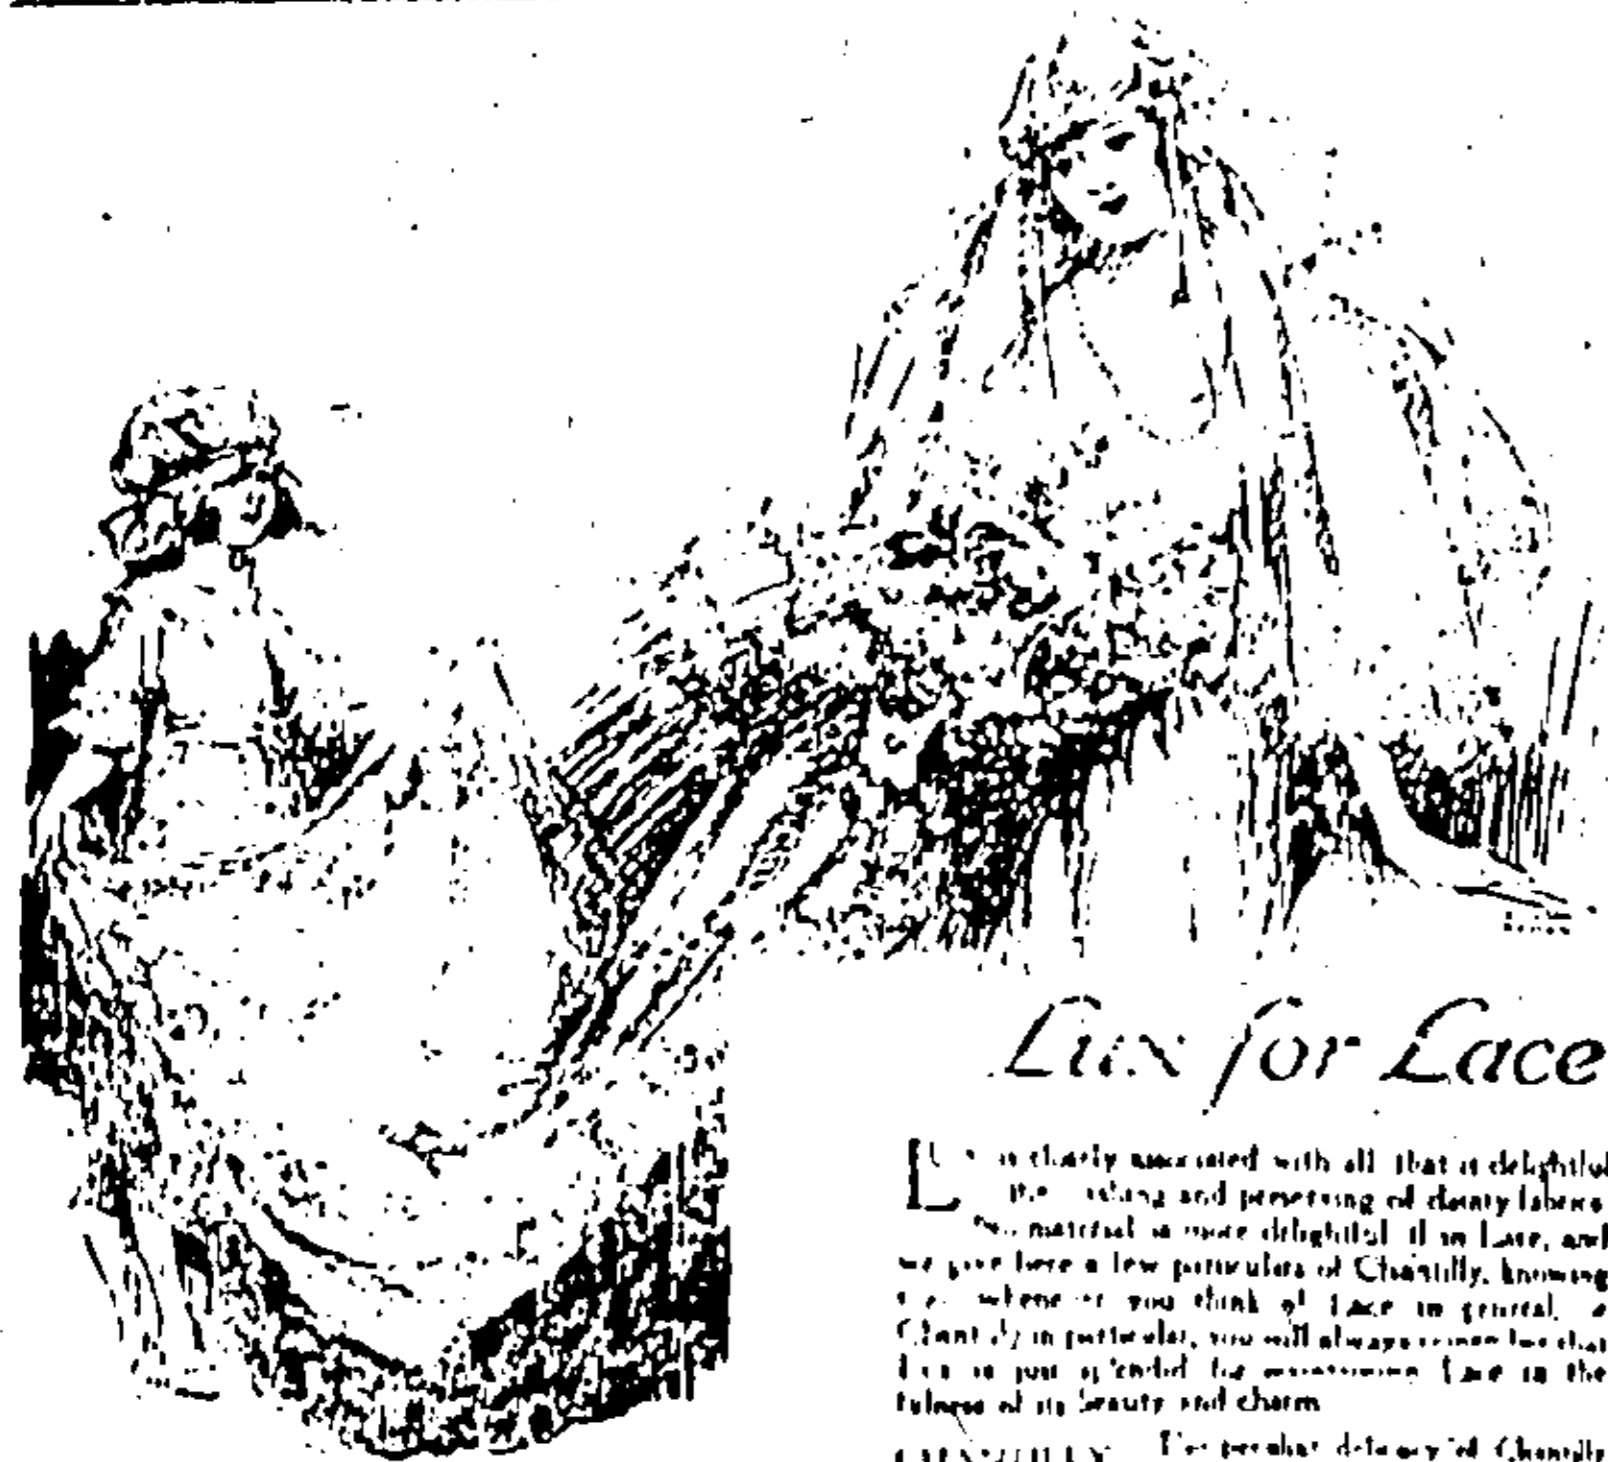 Lux for Lace
is closely associated with all that is delightful
the and preserving of dainty fabrics
material is more delightful than Lace, and
we give here a few particulars of Chantilly, knowing
you think of Lace in general,
Chantilly in particular, you will always remember that
Lux is just splendid for maintaining Lace in the
fulness of its beauty and charm
CHANTILLY The peculiar delicacy of Chantilly